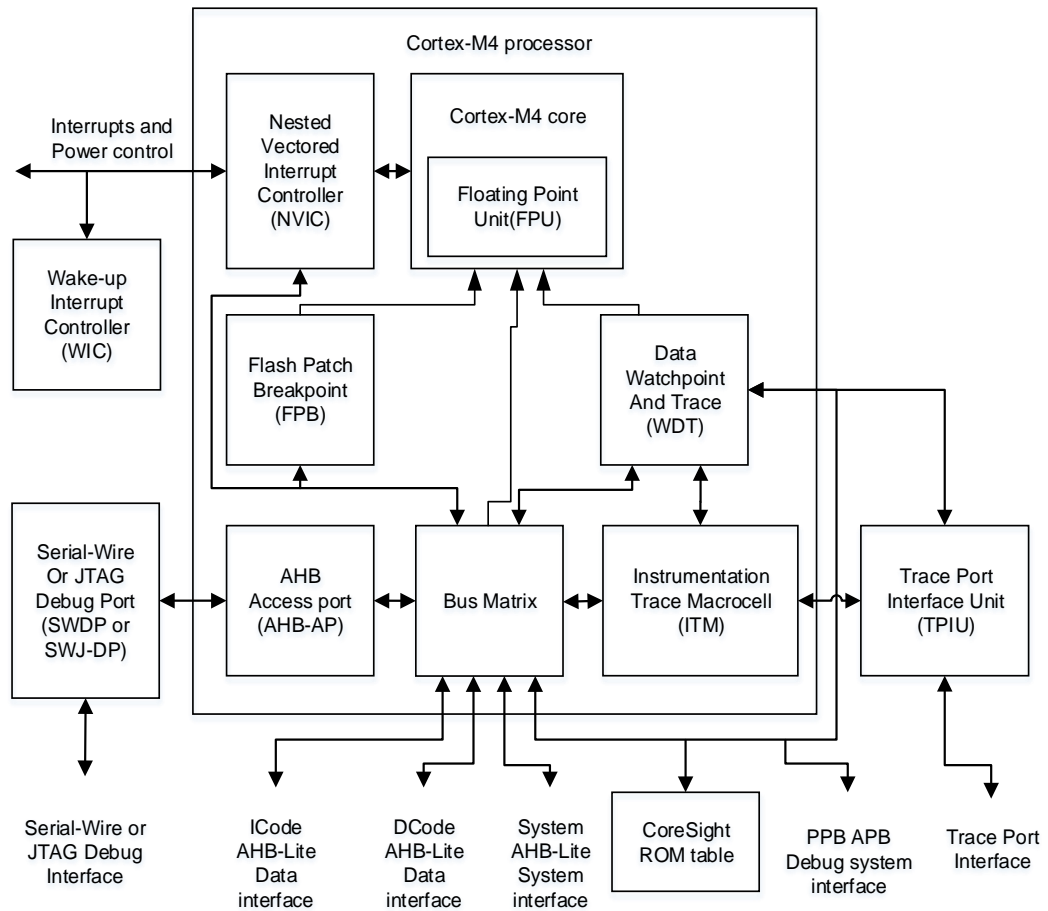 Cortex-M4 processor
Interrupts and
Power control
Nested
Vectored
Interrupt
Controller
(NVIC)
Cortex-M4 core
Floating Point
Unit(FPU)
Wake-up
Interrupt
Controller
(WIC)
Flash Patch
Breakpoint
(FPB)
Data
Watchpoint
And Trace
(WDT)
Serial-Wire
Or JTAG
Debug Port
(SWDP or
SWJ-DP)
AHB
Access port
(AHB-AP)
Bus Matrix
Instrumentation
Trace Macrocell
(ITM)
Trace Port
Interface Unit
(TPIU)
Serial-Wire or
JTAG Debug
Interface
ICode
AHB-Lite
Data
interface
DCode
AHB-Lite
Data
interface
System
AHB-Lite
System
interface
CoreSight
ROM table
PPB APB
Debug system
interface
Trace Port
Interface